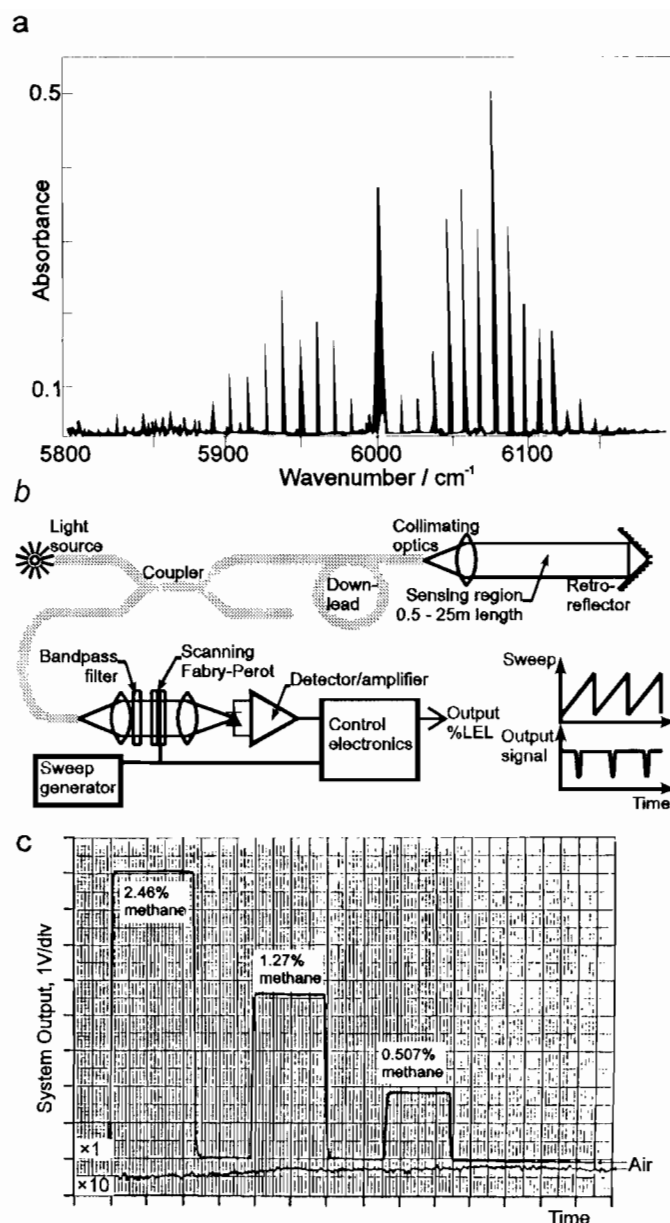 a
0.5
Absorbance
0.1
5800
5900
6000
6100
Wavenumber / cm⁻¹
b
Light
source
Coupler
Down-
lead
Collimating
optics
Sensing region
0.5 - 25m length
Retro-
reflector
Bandpass
filter
Scanning
Fabry-Perot
Detector/amplifier
Control
electronics
Output
%LEL
Sweep
generator
Sweep
Output
signal
Time
c
System Output, 1V/div
2.46%
methane
1.27%
methane
0.507%
methane
×1
×10
Air
Time